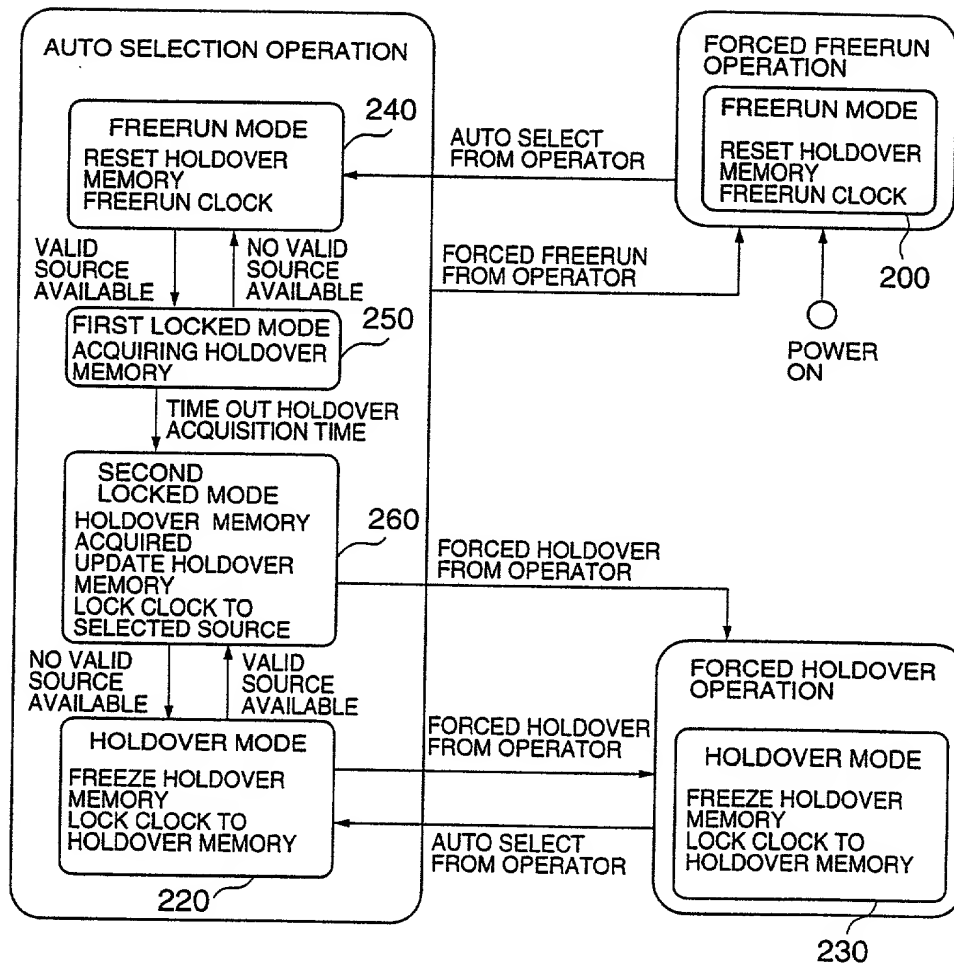 AUTO SELECTION OPERATION
FREERUN MODE
RESET HOLDOVER
MEMORY
FREERUN CLOCK
240
VALID
SOURCE
AVAILABLE
NO VALID
SOURCE
AVAILABLE
FIRST LOCKED MODE
ACQUIRING HOLDOVER
MEMORY
250
TIME OUT HOLDOVER
ACQUISITION TIME
SECOND
LOCKED MODE
HOLDOVER MEMORY
ACQUIRED
UPDATE HOLDOVER
MEMORY
LOCK CLOCK TO
SELECTED SOURCE
260
NO VALID
SOURCE
AVAILABLE
VALID
SOURCE
AVAILABLE
HOLDOVER MODE
FREEZE HOLDOVER
MEMORY
LOCK CLOCK TO
HOLDOVER MEMORY
220
AUTO SELECT
FROM OPERATOR
FORCED FREERUN
FROM OPERATOR
FORCED HOLDOVER
FROM OPERATOR
FORCED HOLDOVER
FROM OPERATOR
AUTO SELECT
FROM OPERATOR
FORCED FREERUN
OPERATION
FREERUN MODE
RESET HOLDOVER
MEMORY
FREERUN CLOCK
200
POWER
ON
FORCED HOLDOVER
OPERATION
HOLDOVER MODE
FREEZE HOLDOVER
MEMORY
LOCK CLOCK TO
HOLDOVER MEMORY
230